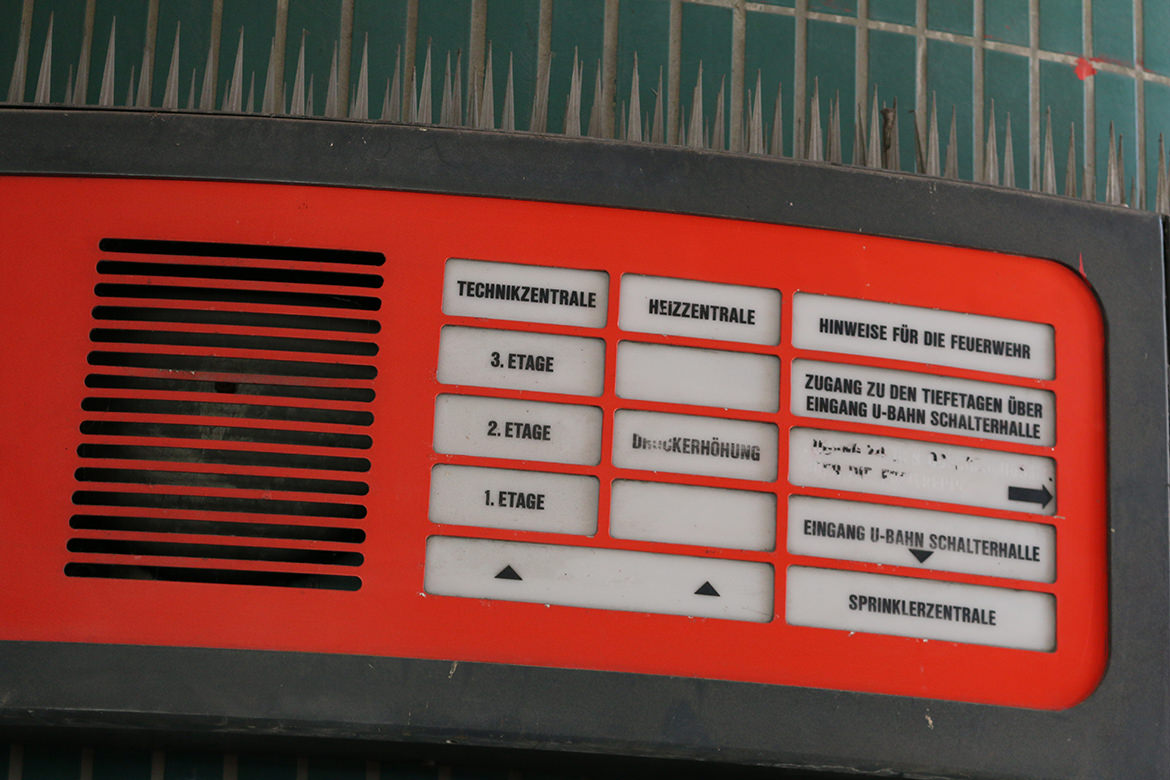 TECHNIKZENTRALE
HEIZZENTRALE
HINWEISE FÜR DIE FEUERWEHR
3. ETAGE
ZUGANG ZU DEN TIEFETAGEN ÜBER
EINGANG U-BAHN SCHALTERHALLE
2. ETAGE
DRUCKERHÖHUNG
1. ETAGE
EINGANG U-BAHN SCHALTERHALLE
SPRINKLERZENTRALE